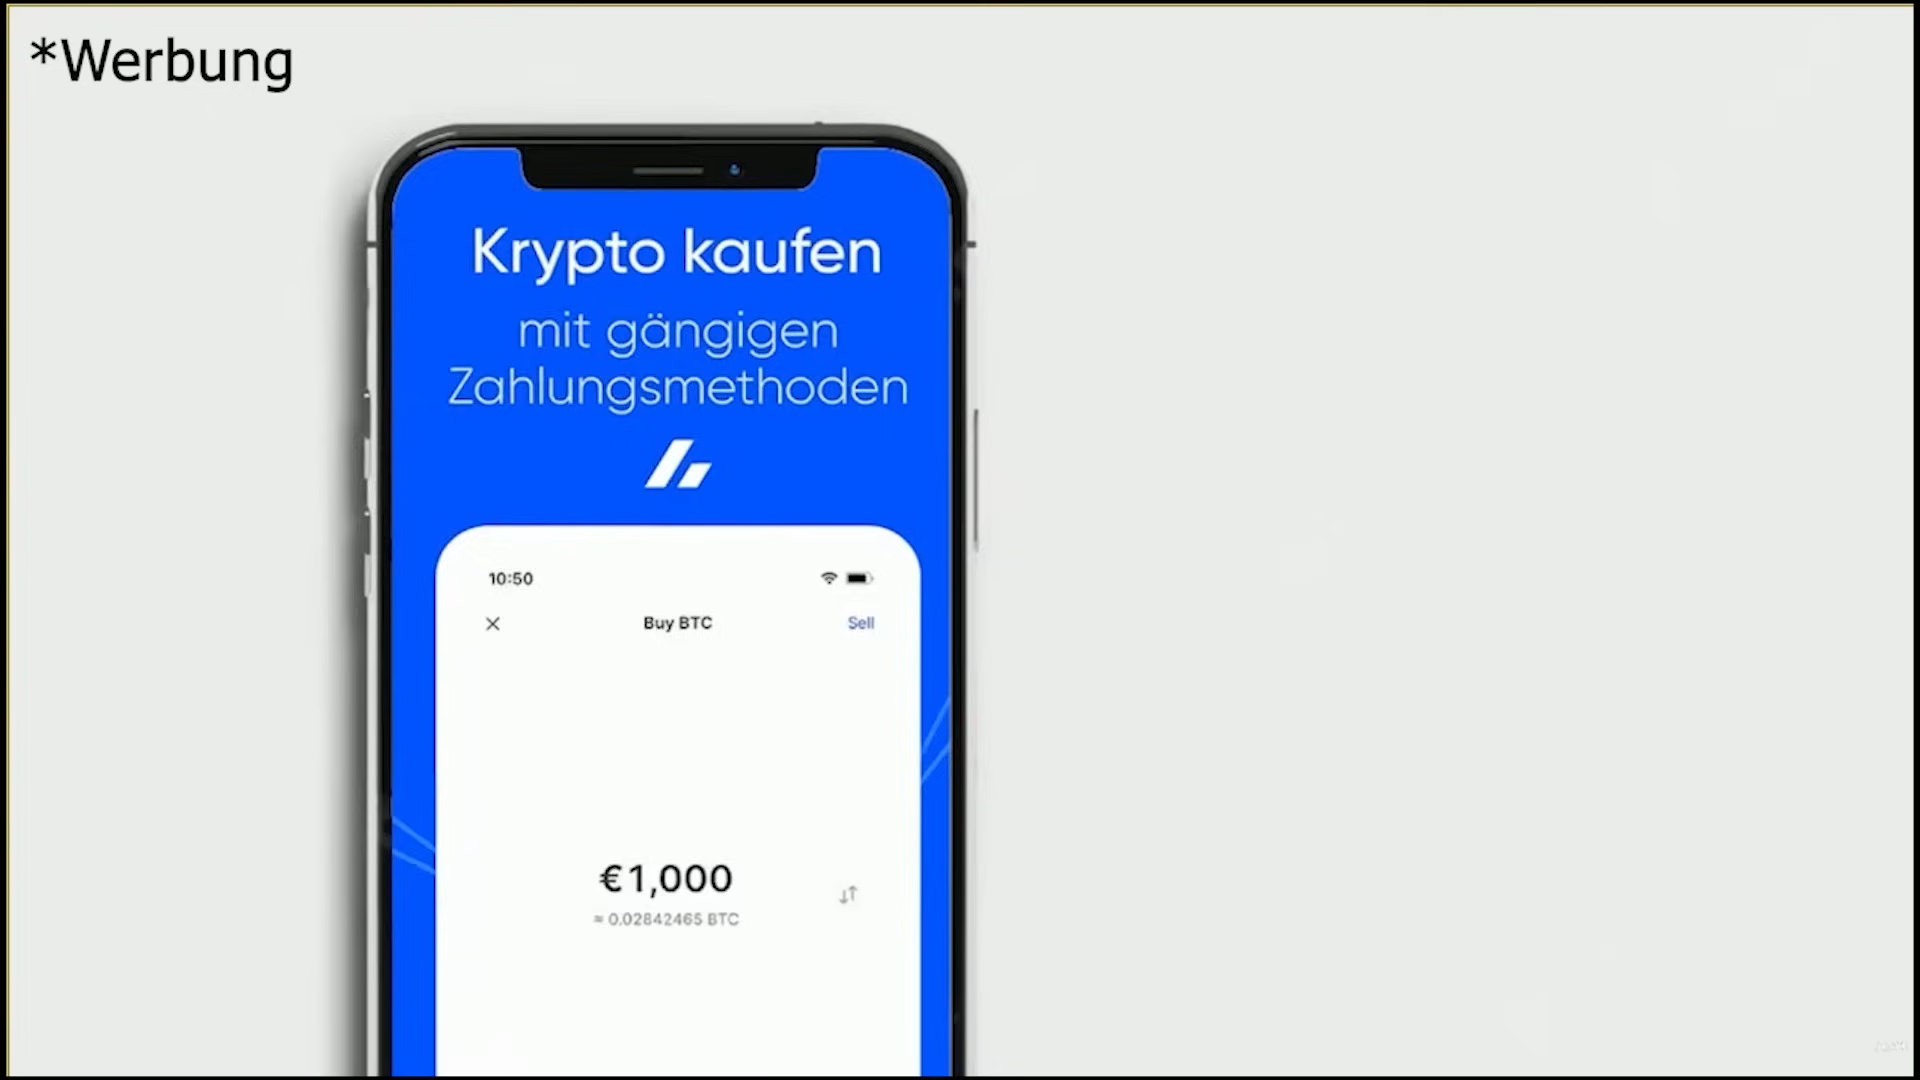 *Werbung
Krypto kaufen
mit gängigen
Zahlungsmethoden
10:50
Buy BTC
Sell
€1,000
≈ 0.02842465 BTC